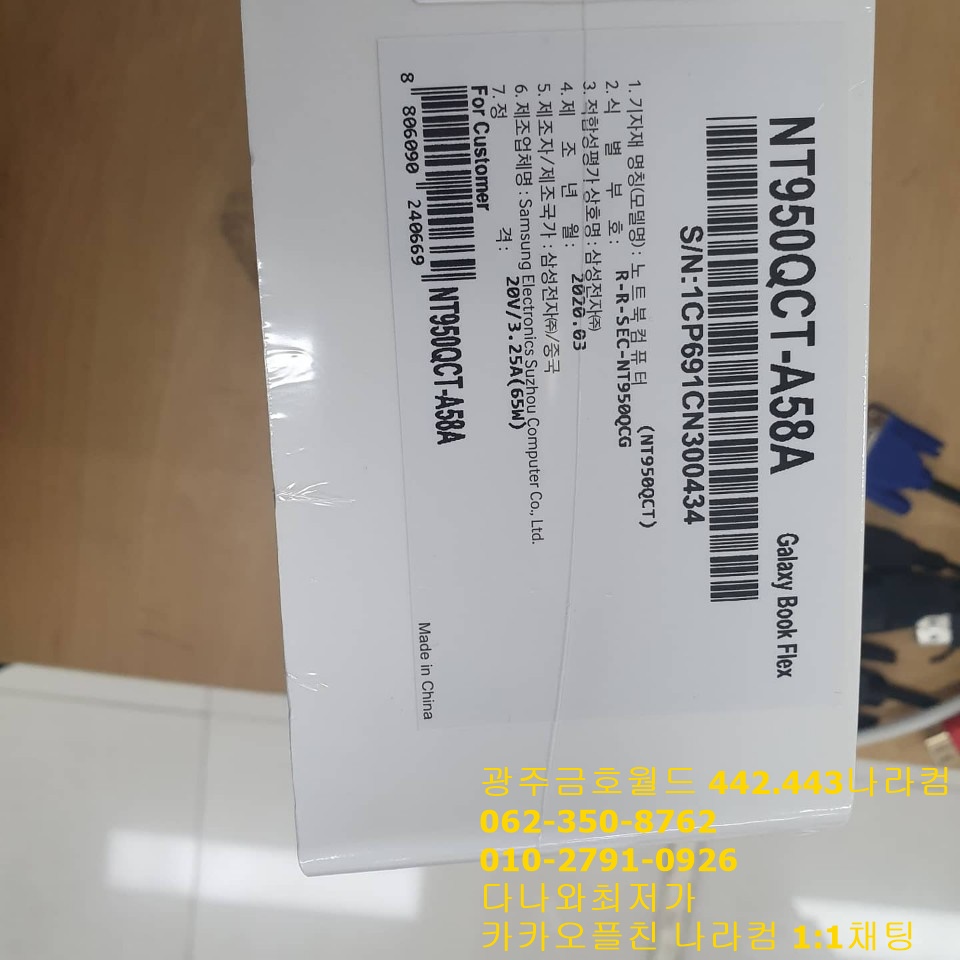 NT950QCT-A58A Galaxy Book Flex
S/N:1CP691CN300434
1. 기자재 명칭(모델명) : 노 트 북 컴 퓨 터 (NT950QCT)
2. 식 별 부 호 : R-R-SEC-NT950QCG
3. 적합성평가 상호명 : 삼성전자㈜
4. 제 조 년 월 : 2020.03
5. 제조자/제조국가 : 삼성전자㈜/중국
6. 제조업체명 : Samsung Electronics Suzhou Computer Co., Ltd.
7. 정 격 : 20V/3.25A(65W)
For Customer
NT950QCT-A58A
8 806090 240669
Made in China
광주금호월드 442.443나라컴
062-350-8762
010-2791-0926
다나와최저가
카카오플친 나라컴 1:1채팅